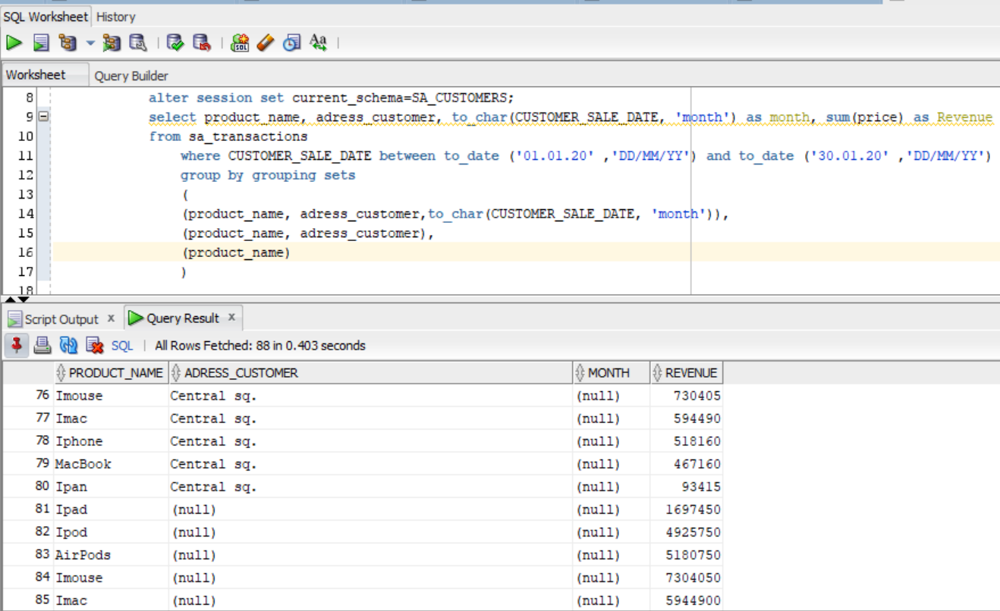 SQL Worksheet History
Worksheet Query Builder
8 alter session set current_schema=SA_CUSTOMERS;
9 select product_name, adress_customer, to_char(CUSTOMER_SALE_DATE, 'month') as month, sum(price) as Revenue
10 from sa_transactions
11 where CUSTOMER_SALE_DATE between to_date ('01.01.20' ,'DD/MM/YY') and to_date ('30.01.20' ,'DD/MM/YY')
12 group by grouping sets
13 (
14 (product_name, adress_customer,to_char(CUSTOMER_SALE_DATE, 'month')),
15 (product_name, adress_customer),
16 (product_name)
17 )
18
Script Output x Query Result x
SQL | All Rows Fetched: 88 in 0.403 seconds
PRODUCT_NAME ADRESS_CUSTOMER MONTH REVENUE
76 Imouse Central sq. (null) 730405
77 Imac Central sq. (null) 594490
78 Iphone Central sq. (null) 518160
79 MacBook Central sq. (null) 467160
80 Ipan Central sq. (null) 93415
81 Ipad (null) (null) 1697450
82 Ipod (null) (null) 4925750
83 AirPods (null) (null) 5180750
84 Imouse (null) (null) 7304050
85 Imac (null) (null) 5944900